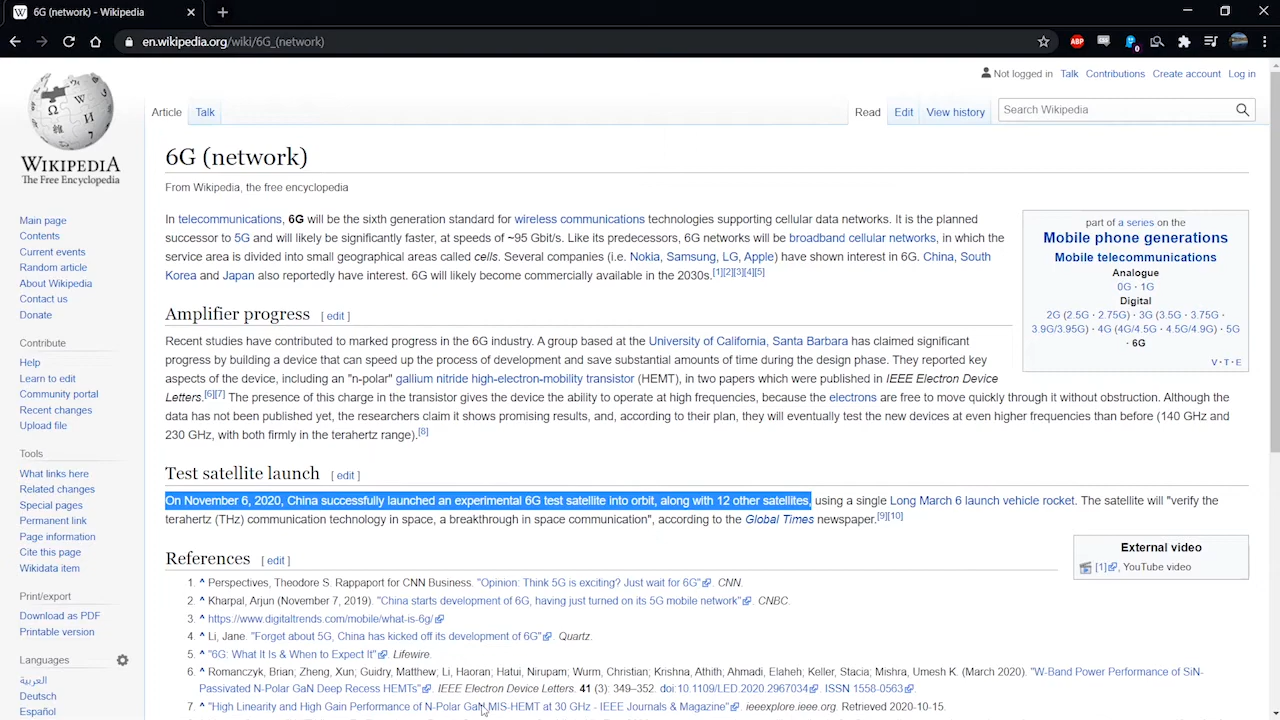 6G (network) - Wikipedia
en.wikipedia.org/wiki/6G_(network)
ABP
0
Not logged in Talk Contributions Create account Log in
Article Talk Read Edit View history Search Wikipedia
WIKIPEDIA
The Free Encyclopedia
Main page
Contents
Current events
Random article
About Wikipedia
Contact us
Donate
Contribute
Help
Learn to edit
Community portal
Recent changes
Upload file
Tools
What links here
Related changes
Special pages
Permanent link
Page information
Cite this page
Wikidata item
Print/export
Download as PDF
Printable version
Languages
العربية
Deutsch
Español
6G (network)
From Wikipedia, the free encyclopedia
In telecommunications, 6G will be the sixth generation standard for wireless communications technologies supporting cellular data networks. It is the planned
successor to 5G and will likely be significantly faster, at speeds of ~95 Gbit/s. Like its predecessors, 6G networks will be broadband cellular networks, in which the
service area is divided into small geographical areas called cells. Several companies (i.e. Nokia, Samsung, LG, Apple) have shown interest in 6G. China, South
Korea and Japan also reportedly have interest. 6G will likely become commercially available in the 2030s.[1][2][3][4][5]
part of a series on the
Mobile phone generations
Mobile telecommunications
Analogue
0G · 1G
Digital
2G (2.5G · 2.75G) · 3G (3.5G · 3.75G ·
3.9G/3.95G) · 4G (4G/4.5G · 4.5G/4.9G) · 5G
· 6G
V · T · E
Amplifier progress [ edit ]
Recent studies have contributed to marked progress in the 6G industry. A group based at the University of California, Santa Barbara has claimed significant
progress by building a device that can speed up the process of development and save substantial amounts of time during the design phase. They reported key
aspects of the device, including an "n-polar" gallium nitride high-electron-mobility transistor (HEMT), in two papers which were published in IEEE Electron Device
Letters.[6][7] The presence of this charge in the transistor gives the device the ability to operate at high frequencies, because the electrons are free to move quickly through it without obstruction. Although the
data has not been published yet, the researchers claim it shows promising results, and, according to their plan, they will eventually test the new devices at even higher frequencies than before (140 GHz and
230 GHz, with both firmly in the terahertz range).[8]
Test satellite launch [ edit ]
On November 6, 2020, China successfully launched an experimental 6G test satellite into orbit, along with 12 other satellites, using a single Long March 6 launch vehicle rocket. The satellite will "verify the
terahertz (THz) communication technology in space, a breakthrough in space communication", according to the Global Times newspaper.[9][10]
External video
[1], YouTube video
References [ edit ]
1. ^ Perspectives, Theodore S. Rappaport for CNN Business. "Opinion: Think 5G is exciting? Just wait for 6G". CNN.
2. ^ Kharpal, Arjun (November 7, 2019). "China starts development of 6G, having just turned on its 5G mobile network". CNBC.
3. ^ https://www.digitaltrends.com/mobile/what-is-6g/
4. ^ Li, Jane. "Forget about 5G, China has kicked off its development of 6G". Quartz.
5. ^ "6G: What It Is & When to Expect It". Lifewire.
6. ^ Romanczyk, Brian; Zheng, Xun; Guidry, Matthew; Li, Haoran; Hatui, Nirupam; Wurm, Christian; Krishna, Athith; Ahmadi, Elaheh; Keller, Stacia; Mishra, Umesh K. (March 2020). "W-Band Power Performance of SiN-
Passivated N-Polar GaN Deep Recess HEMTs". IEEE Electron Device Letters. 41 (3): 349–352. doi:10.1109/LED.2020.2967034. ISSN 1558-0563.
7. ^ "High Linearity and High Gain Performance of N-Polar GaN MIS-HEMT at 30 GHz - IEEE Journals & Magazine". ieeexplore.ieee.org. Retrieved 2020-10-15.